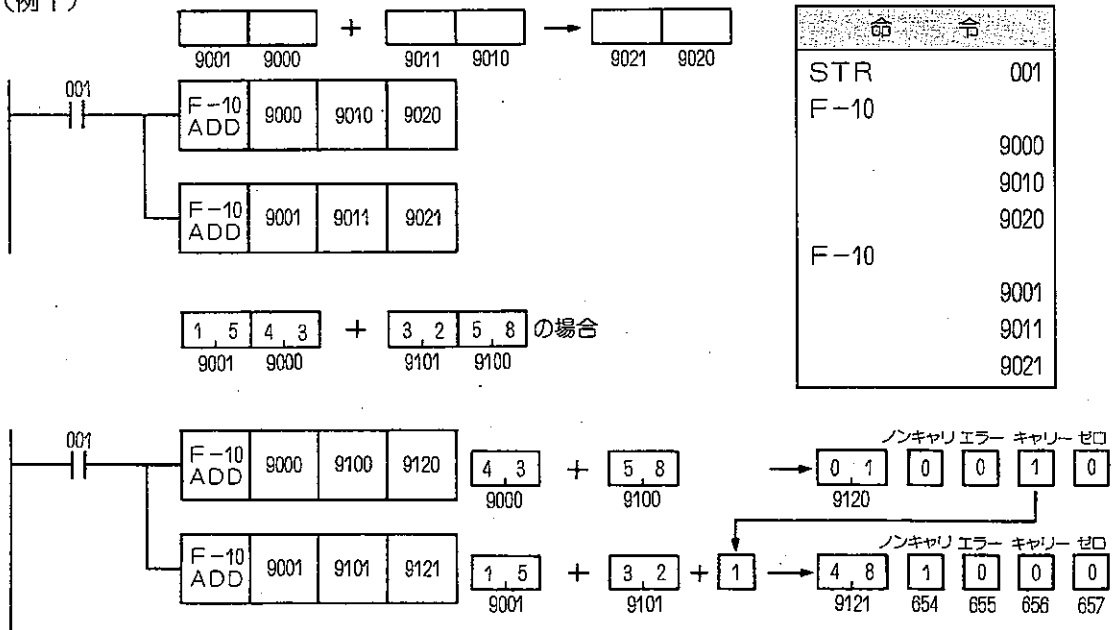 (例1)
+ →
9001 9000 9011 9010 9021 9020
001
F-10 ADD 9000 9010 9020
F-10 ADD 9001 9011 9021
命 令
STR 001
F-10
9000
9010
9020
F-10
9001
9011
9021
1 5 4 3 + 3 2 5 8 の場合
9001 9000 9101 9100
001
ノンキャリ エラー キャリー ゼロ
F-10 ADD 9000 9100 9120 4 3 + 5 8 → 0 1 0 0 1 0
9000 9100 9120
ノンキャリ エラー キャリー ゼロ
F-10 ADD 9001 9101 9121 1 5 + 3 2 + 1 → 4 8 1 0 0 0
9001 9101 9121 654 655 656 657